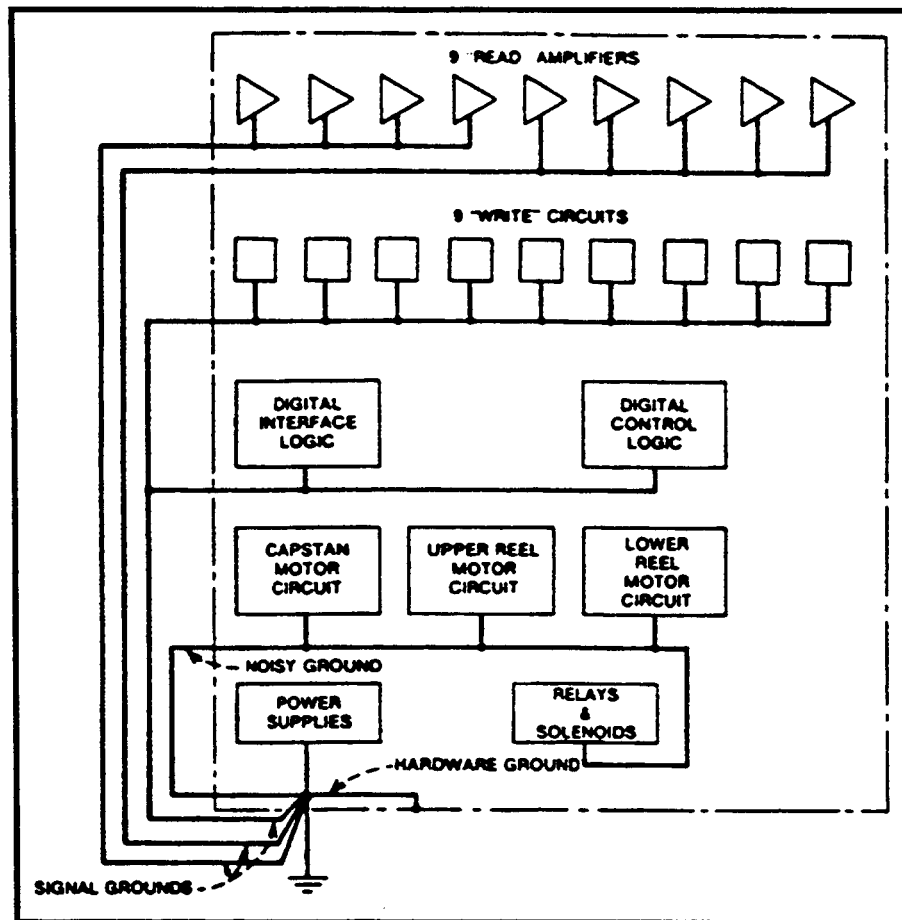 9 "READ AMPLIFIERS
9 "WRITE" CIRCUITS
DIGITAL
INTERFACE
LOGIC
DIGITAL
CONTROL
LOGIC
CAPSTAN
MOTOR
CIRCUIT
UPPER REEL
MOTOR
CIRCUIT
LOWER
REEL
MOTOR
CIRCUIT
NOISY GROUND
POWER
SUPPLIES
RELAYS
&
SOLENOIDS
HARDWARE GROUND
SIGNAL GROUNDS